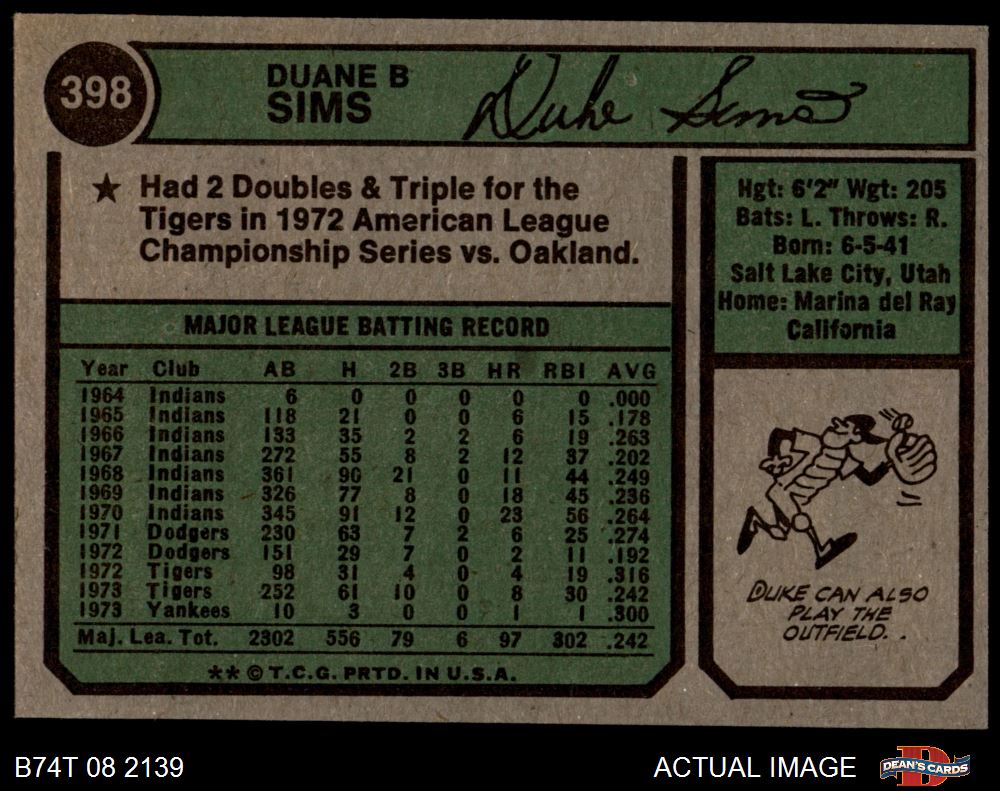 398
DUANE B
SIMS
Duke Sims
★ Had 2 Doubles & Triple for the
Tigers in 1972 American League
Championship Series vs. Oakland.
Hgt: 6'2" Wgt: 205
Bats: L. Throws: R.
Born: 6-5-41
Salt Lake City, Utah
Home: Marina del Ray
California
MAJOR LEAGUE BATTING RECORD
Year Club AB H 2B 3B HR RBI AVG
1964 Indians 6 0 0 0 0 0 .000
1965 Indians 118 21 0 0 6 15 .178
1966 Indians 133 35 2 2 6 19 .263
1967 Indians 272 55 8 2 12 37 .202
1968 Indians 361 90 21 0 11 44 .249
1969 Indians 326 77 8 0 18 45 .236
1970 Indians 345 91 12 0 23 56 .264
1971 Dodgers 230 63 7 2 6 25 .274
1972 Dodgers 151 29 7 0 2 11 .192
1972 Tigers 98 31 4 0 4 19 .316
1973 Tigers 252 61 10 0 8 30 .242
1973 Yankees 10 3 0 0 1 1 .300
Maj. Lea. Tot. 2302 556 79 6 97 302 .242
** © T.C.G. PRTD. IN U.S.A.
DUKE CAN ALSO
PLAY THE
OUTFIELD. .
B74T 08 2139
ACTUAL IMAGE
D
DEAN'S CARDS